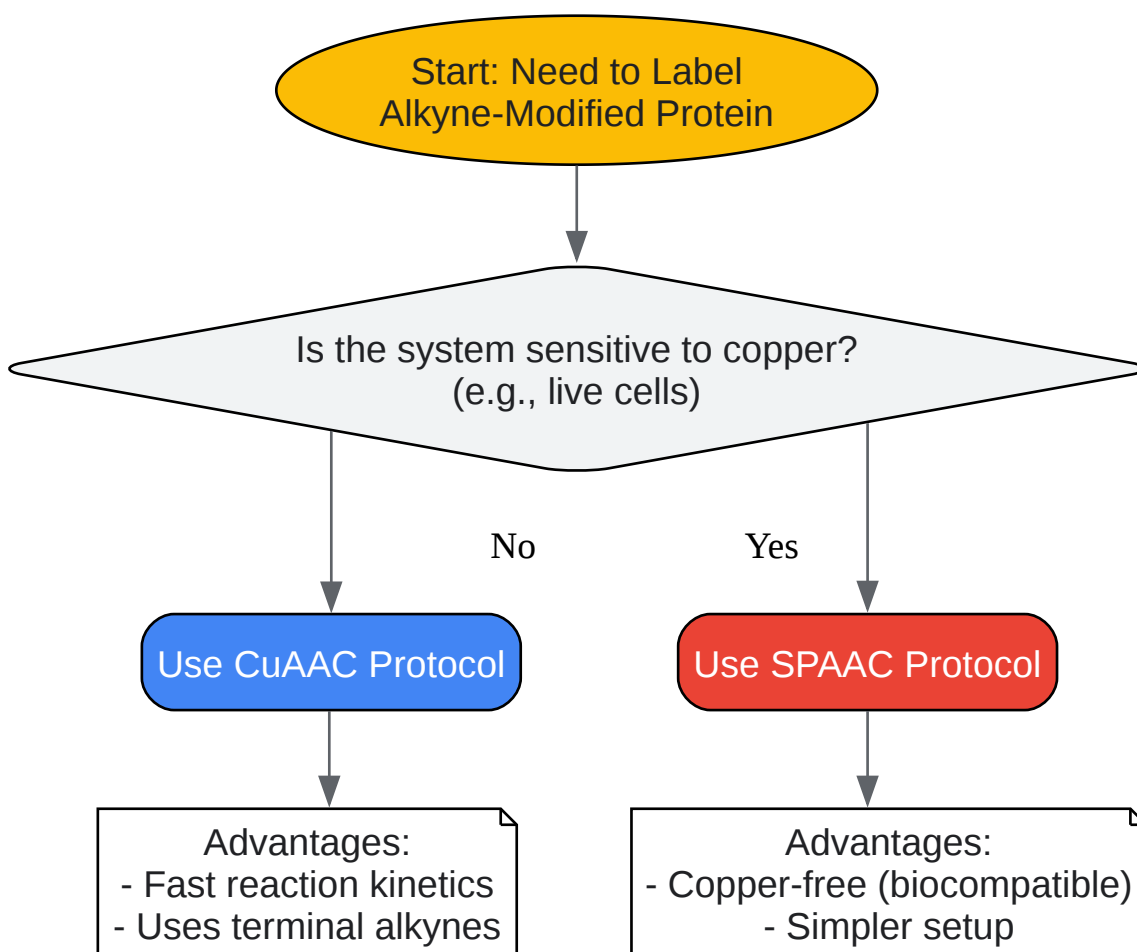 Start: Need to Label
Alkyne-Modified Protein
Is the system sensitive to copper?
(e.g., live cells)
No
Yes
Use CuAAC Protocol
Use SPAAC Protocol
Advantages:
- Fast reaction kinetics
- Uses terminal alkynes
Advantages:
- Copper-free (biocompatible)
- Simpler setup